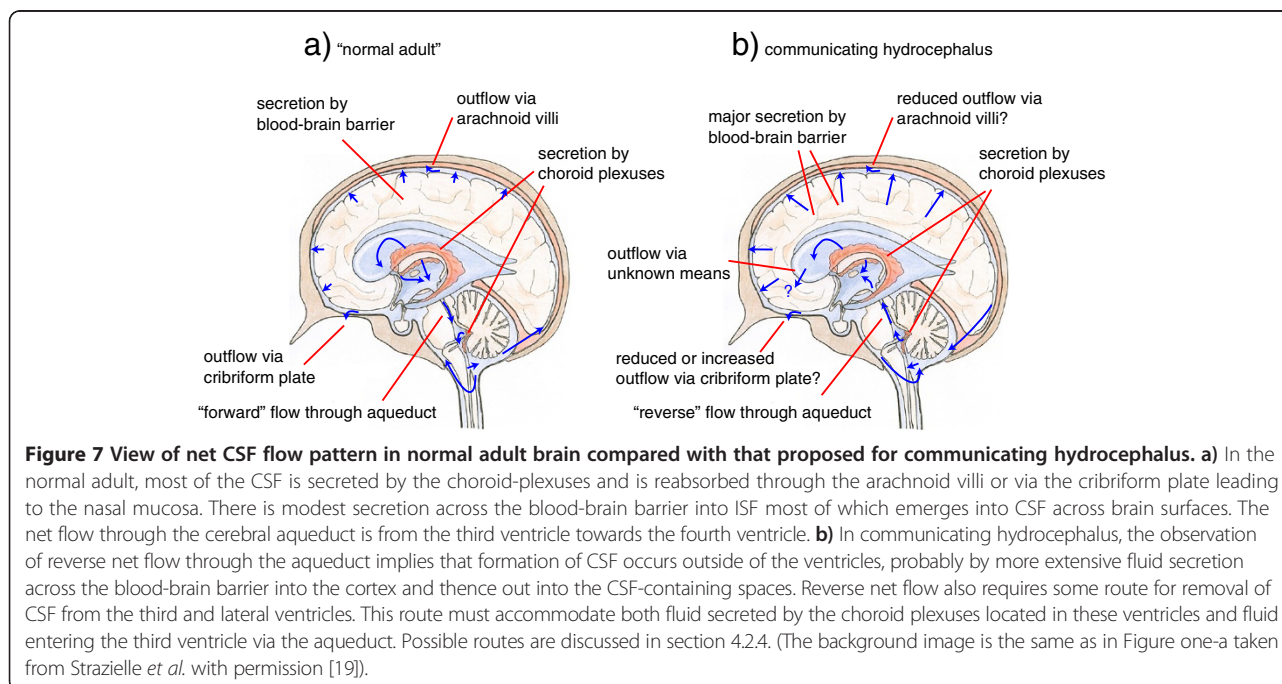 a) "normal adult"
secretion by
blood-brain barrier
outflow via
arachnoid villi
secretion by
choroid plexuses
outflow via
cribriform plate
"forward" flow through aqueduct
b) communicating hydrocephalus
major secretion by
blood-brain barrier
reduced outflow via
arachnoid villi?
secretion by
choroid plexuses
outflow via
unknown means
?
reduced or increased
outflow via cribriform plate?
"reverse" flow through aqueduct
Figure 7 View of net CSF flow pattern in normal adult brain compared with that proposed for communicating hydrocephalus. a) In the
normal adult, most of the CSF is secreted by the choroid-plexuses and is reabsorbed through the arachnoid villi or via the cribriform plate leading
to the nasal mucosa. There is modest secretion across the blood-brain barrier into ISF most of which emerges into CSF across brain surfaces. The
net flow through the cerebral aqueduct is from the third ventricle towards the fourth ventricle. b) In communicating hydrocephalus, the observation
of reverse net flow through the aqueduct implies that formation of CSF occurs outside of the ventricles, probably by more extensive fluid secretion
across the blood-brain barrier into the cortex and thence out into the CSF-containing spaces. Reverse net flow also requires some route for removal of
CSF from the third and lateral ventricles. This route must accommodate both fluid secreted by the choroid plexuses located in these ventricles and fluid
entering the third ventricle via the aqueduct. Possible routes are discussed in section 4.2.4. (The background image is the same as in Figure one-a taken
from Strazielle et al. with permission [19]).